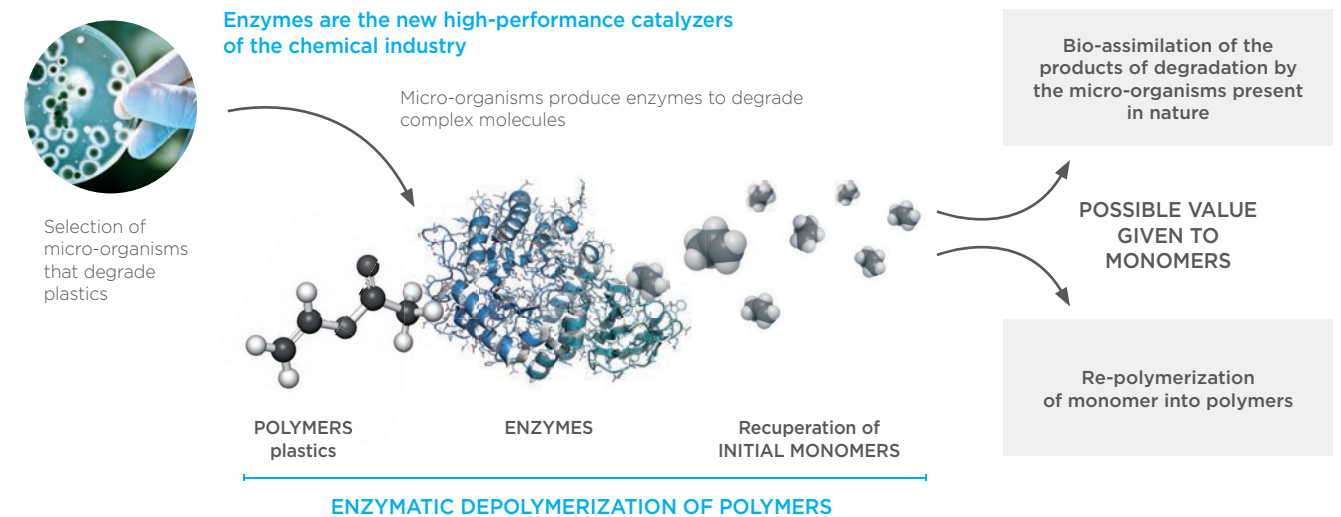 Enzymes are the new high-performance catalyzers
of the chemical industry
Micro-organisms produce enzymes to degrade
complex molecules
Selection of
micro-organisms
that degrade
plastics
POLYMERS
plastics
ENZYMES
Recuperation of
INITIAL MONOMERS
ENZYMATIC DEPOLYMERIZATION OF POLYMERS
Bio-assimilation of the
products of degradation by
the micro-organisms present
in nature
POSSIBLE VALUE
GIVEN TO
MONOMERS
Re-polymerization
of monomer into polymers